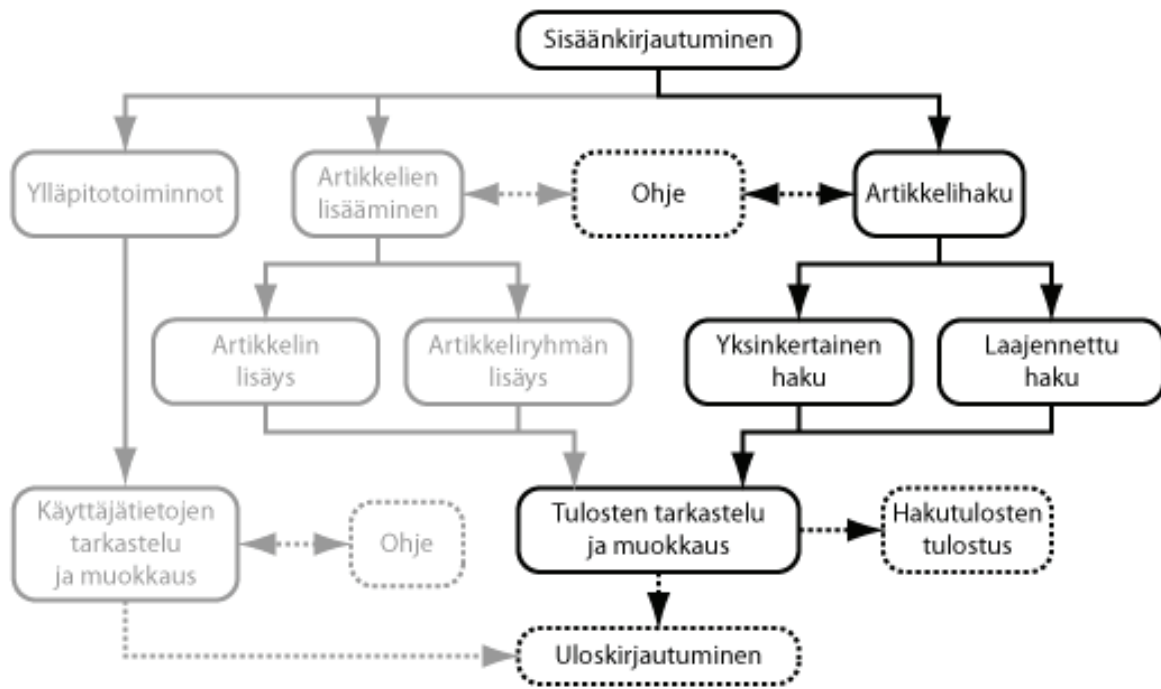 Sisäänkirjautuminen
Ylläpitotoiminnot
Artikkelien
lisääminen
Ohje
Artikkelihaku
Artikkelin
lisäys
Artikkeliryhmän
lisäys
Yksinkertainen
haku
Laajennettu
haku
Käyttäjätietojen
tarkastelu
ja muokkaus
Ohje
Tulosten tarkastelu
ja muokkaus
Hakutulosten
tulostus
Uloskirjautuminen